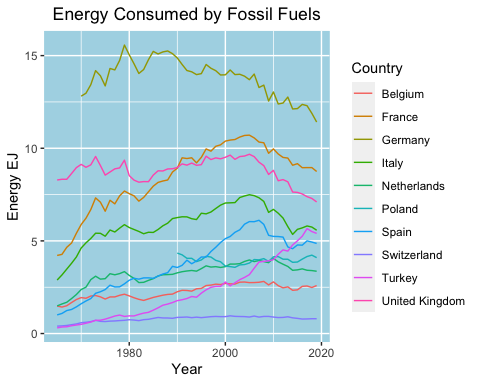 Energy Consumed by Fossil Fuels
15
10
5
0
Energy EJ
1980
2000
2020
Year
Country
Belgium
France
Germany
Italy
Netherlands
Poland
Spain
Switzerland
Turkey
United Kingdom